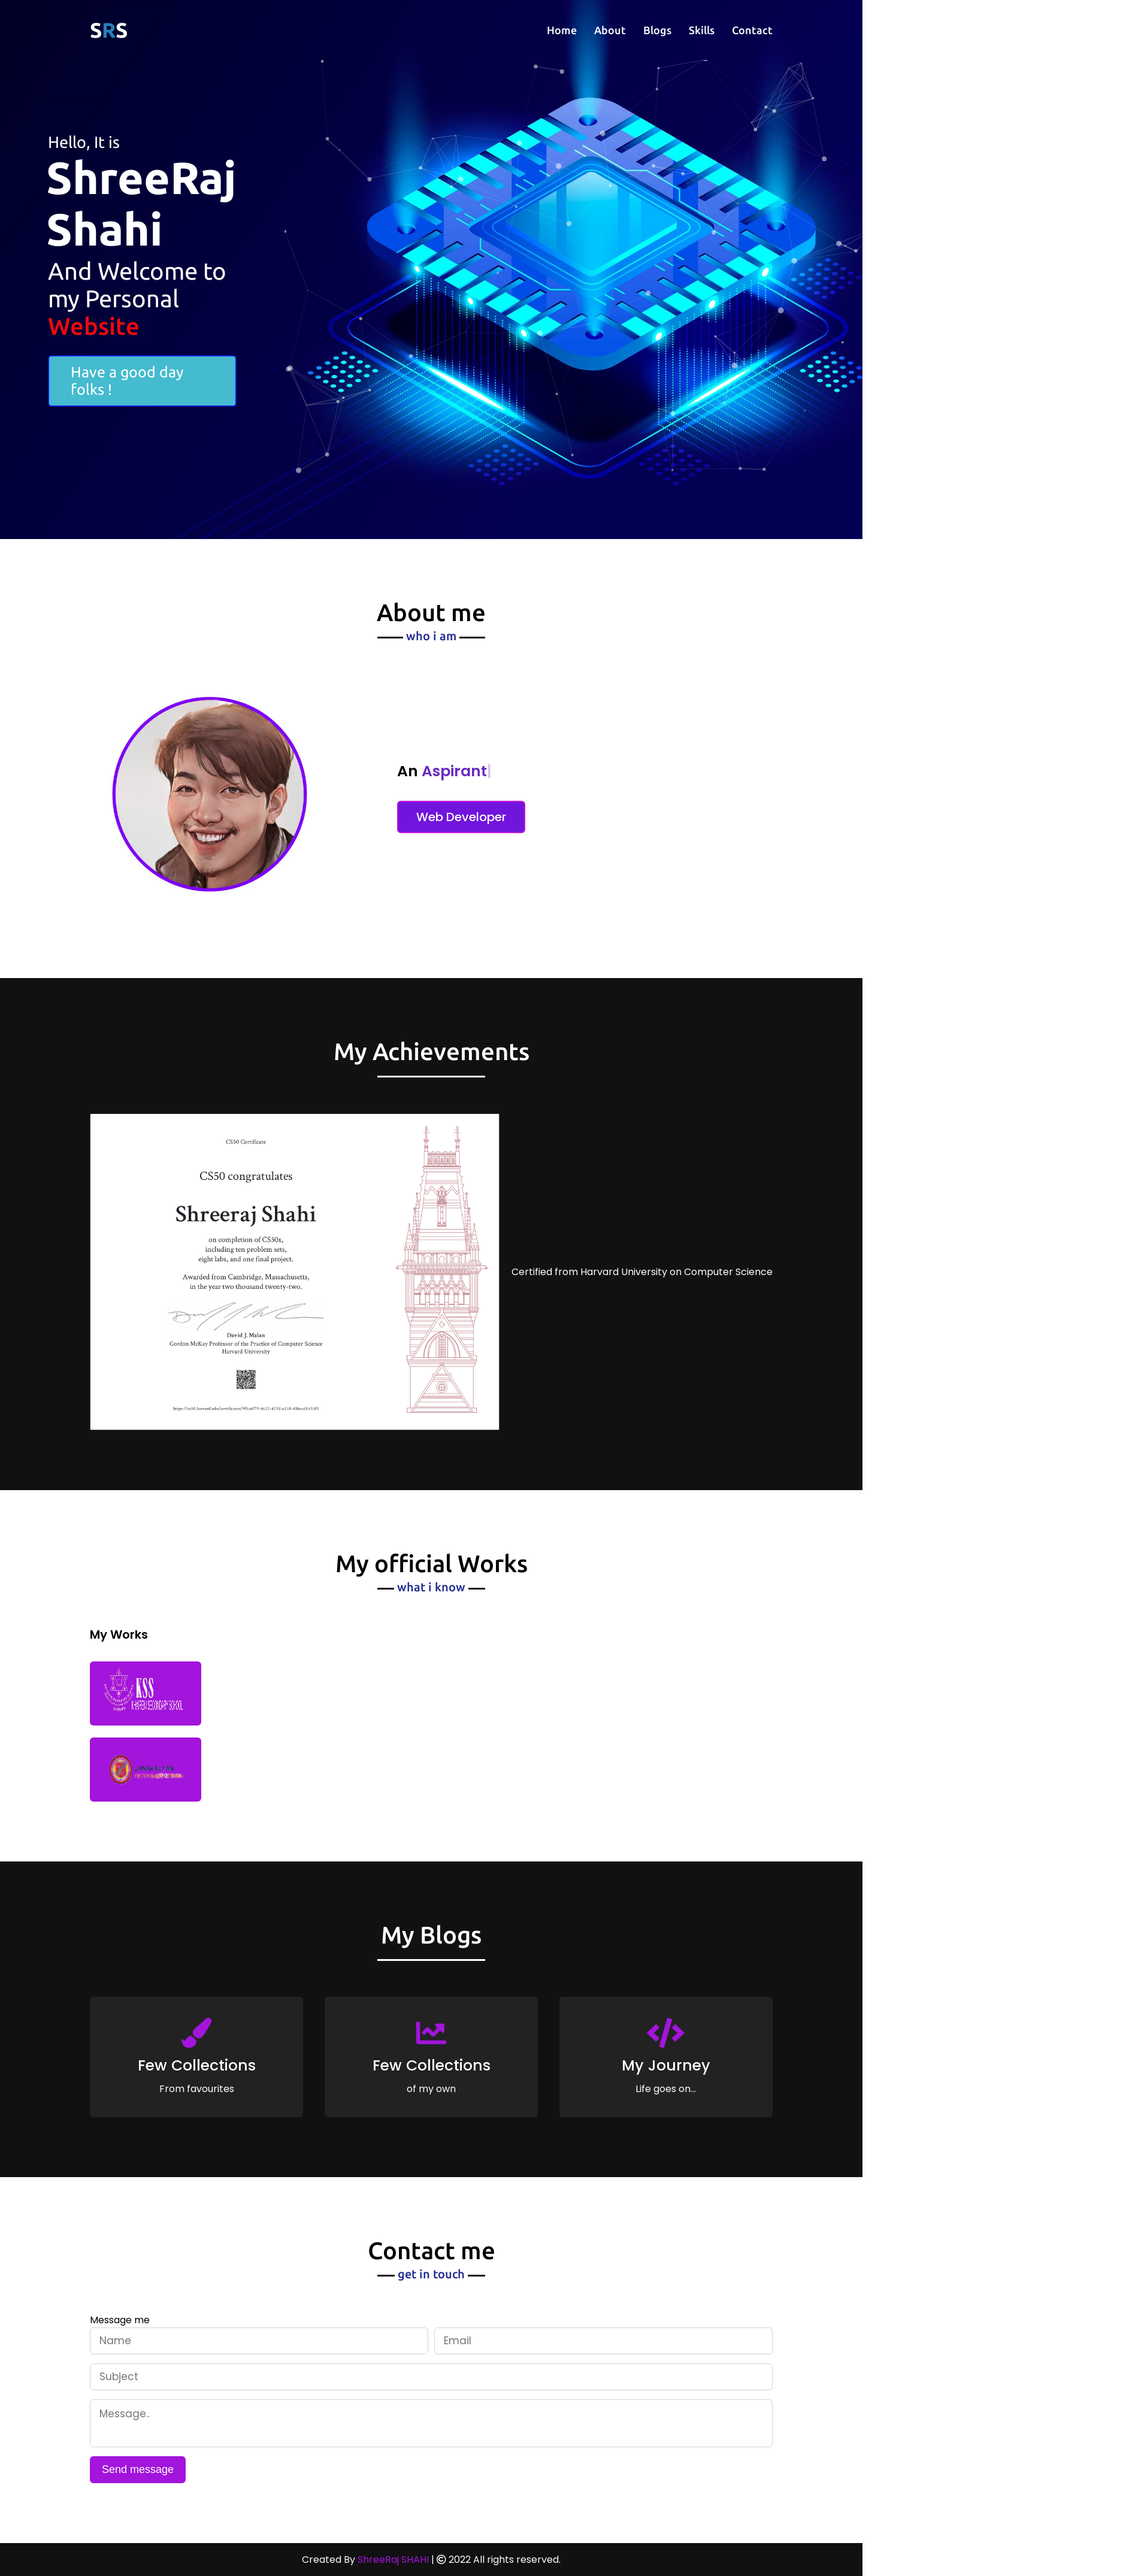 SRS
Home About Blogs Skills Contact
Hello, It is
ShreeRaj
Shahi
And Welcome to
my Personal
Website
Have a good day
folks !
About me
who i am
An Aspirant|
Web Developer
My Achievements
CS50 Certificate
CS50 congratulates
Shreeraj Shahi
on completion of CS50x,
including ten problem sets,
eight labs, and one final project.
Awarded from Cambridge, Massachusetts,
in the year two thousand twenty-two.
David J. Malan
Gordon McKay Professor of the Practice of Computer Science
Harvard University
Certified from Harvard University on Computer Science
My official Works
what i know
My Works
KSS
My Blogs
Few Collections
From favourites
Few Collections
of my own
My Journey
Life goes on...
Contact me
get in touch
Message me
Name
Email
Subject
Message..
Send message
Created By ShreeRaj SHAHI | © 2022 All rights reserved.